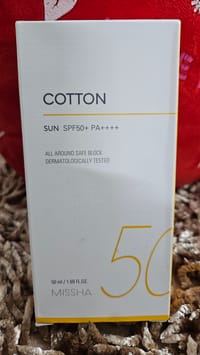 COTTON
SUN SPF50+ PA++++
ALL AROUND SAFE BLOCK
DERMATOLOGICALLY TESTED
50
50 ml / 1.69 FL.OZ.
MISSHA